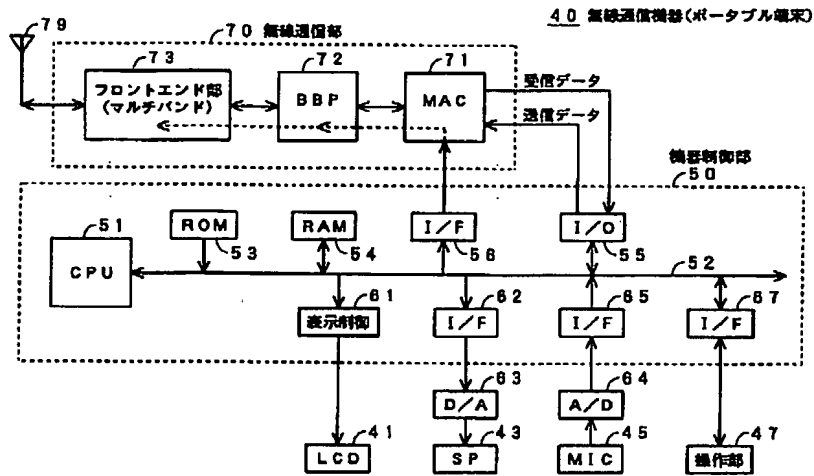 40 無線通信機器(ポータブル端末)
79
70 無線通信部
73
フロントエンド部
(マルチバンド)
72
BBP
71
MAC
受信データ
送信データ
機器制御部
50
51
CPU
ROM
53
RAM
54
I/F
56
I/O
55
52
61
表示制御
62
I/F
65
I/F
67
I/F
63
D/A
64
A/D
41
LCD
43
SP
45
MIC
47
操作部